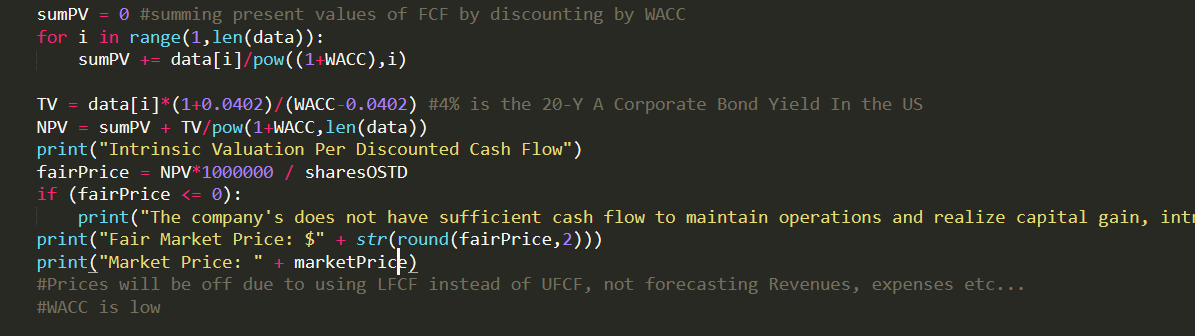 sumPV = 0 #summing present values of FCF by discounting by WACC
for i in range(1,len(data)):
    sumPV += data[i]/pow((1+WACC),i)
TV = data[i]*(1+0.0402)/(WACC-0.0402) #4% is the 20-Y A Corporate Bond Yield In the US
NPV = sumPV + TV/pow(1+WACC,len(data))
print("Intrinsic Valuation Per Discounted Cash Flow")
fairPrice = NPV*1000000 / sharesOSTD
if (fairPrice <= 0):
    print("The company's does not have sufficient cash flow to maintain operations and realize capital gain,
print("Fair Market Price: $" + str(round(fairPrice,2)))
print("Market Price: " + marketPrice)
#Prices will be off due to using LFCF instead of UFCF, not forecasting Revenues, expenses etc...
#WACC is low